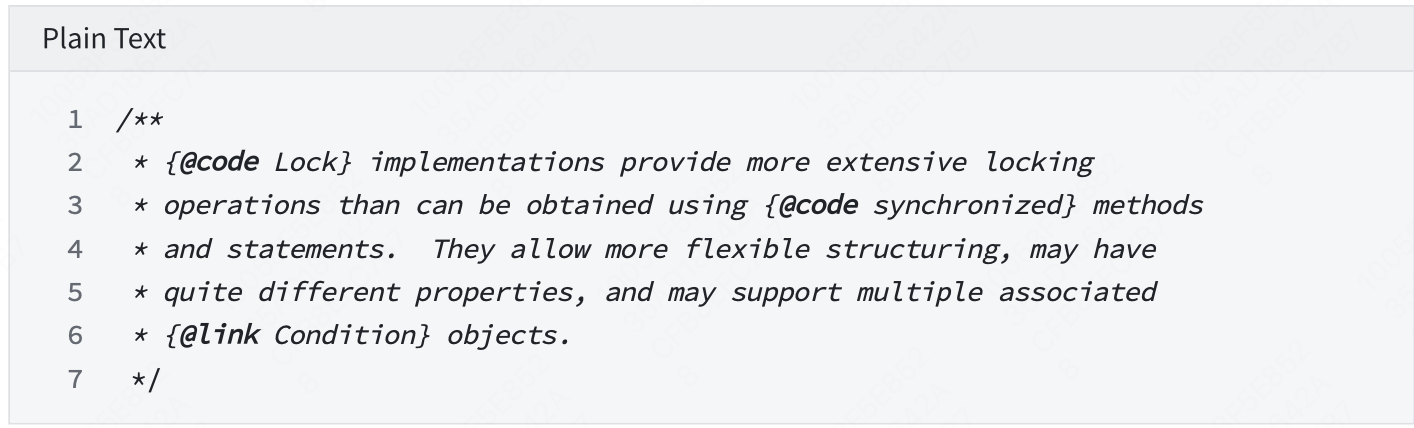 Plain Text
1 /**
2  * {@code Lock} implementations provide more extensive locking
3  * operations than can be obtained using {@code synchronized} methods
4  * and statements.  They allow more flexible structuring, may have
5  * quite different properties, and may support multiple associated
6  * {@link Condition} objects.
7  */